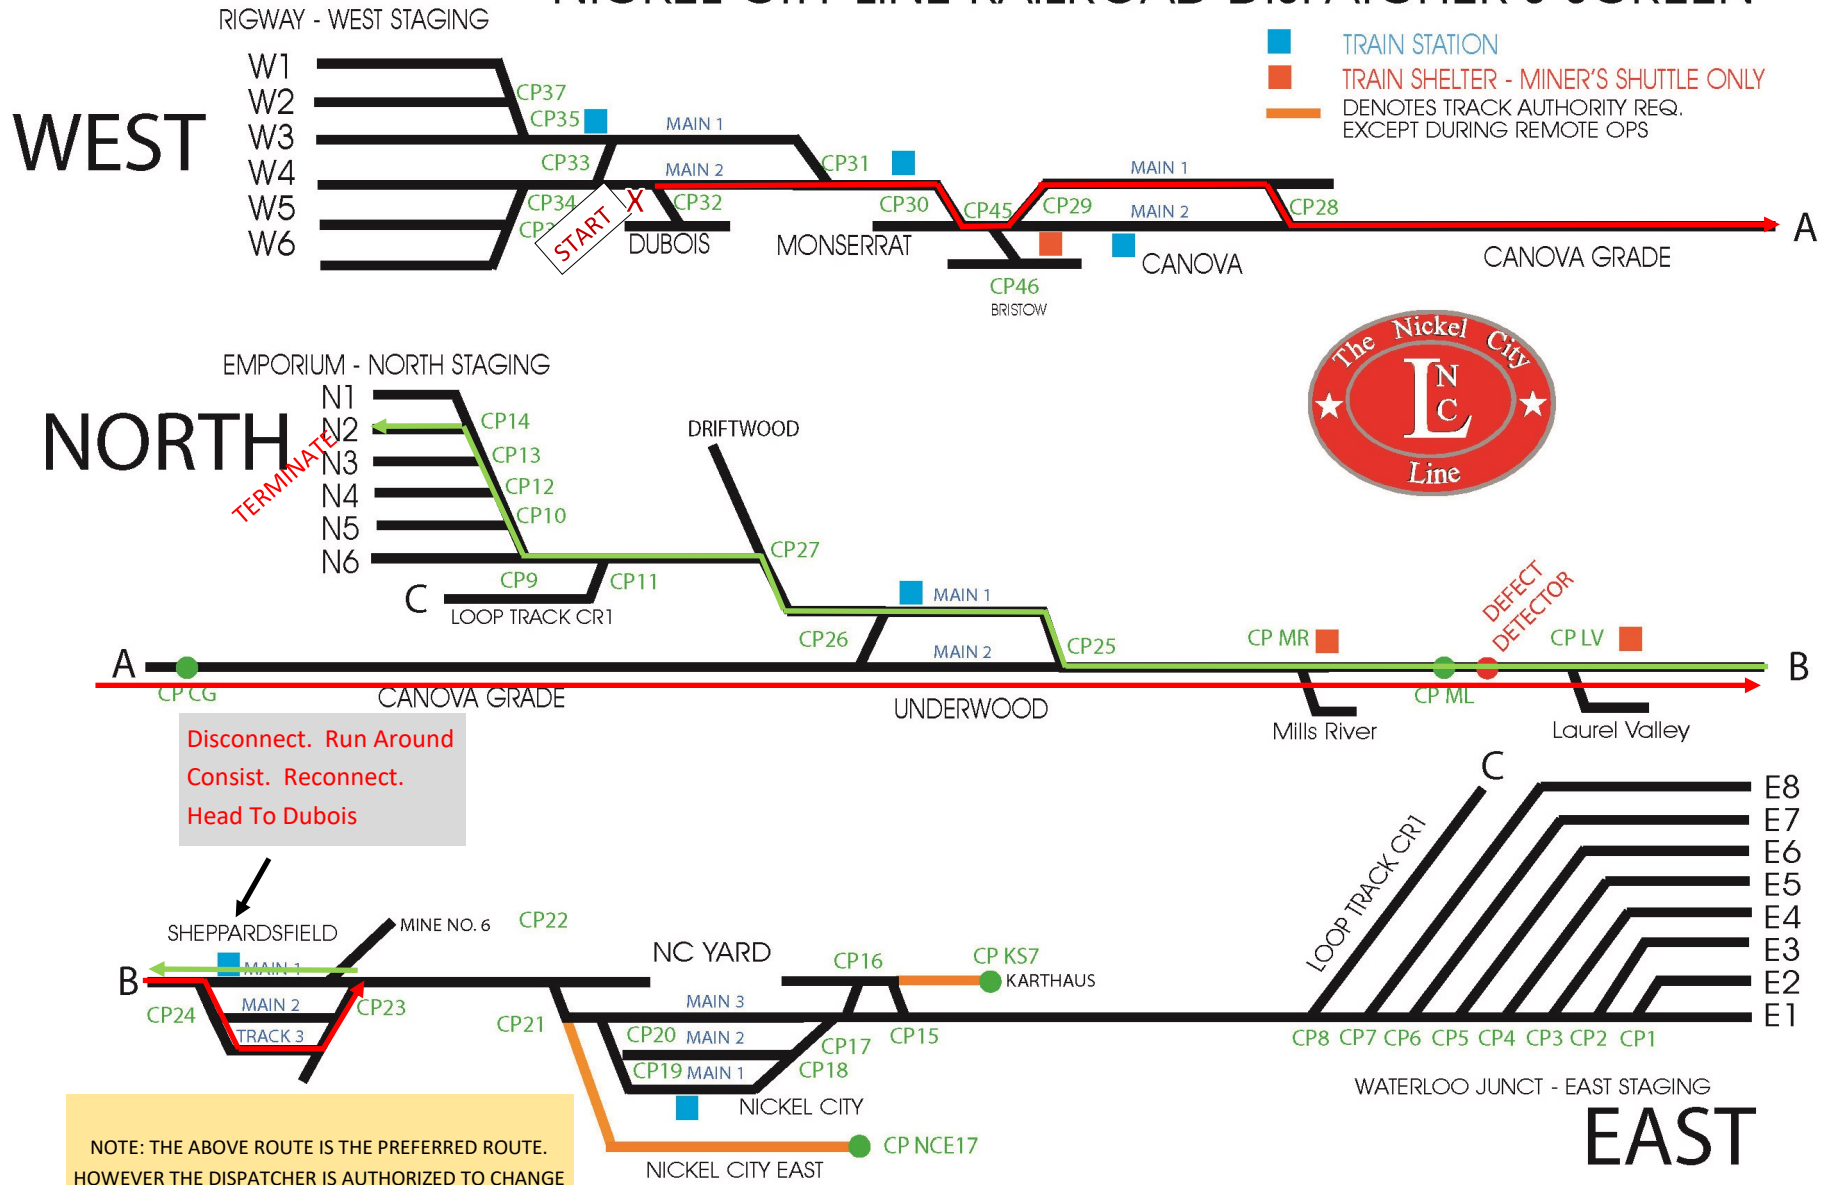 RIGWAY - WEST STAGING
WEST
W1
W2
W3
W4
W5
W6
CP37
CP35
CP33
CP34
MAIN 1
MAIN 2
START
X
CP32
DUBOIS
CP31
CP30
MONSERRAT
CP45
CP29
CP46
BRISTOW
MAIN 1
MAIN 2
CANOVA
CP28
CANOVA GRADE
A
TRAIN STATION
TRAIN SHELTER - MINER'S SHUTTLE ONLY
DENOTES TRACK AUTHORITY REQ.
EXCEPT DURING REMOTE OPS
The Nickel City
L
N
C
Line
EMPORIUM - NORTH STAGING
NORTH
N1
N2
N3
N4
N5
N6
TERMINATE
CP14
CP13
CP12
CP10
CP9
CP11
C
LOOP TRACK CR1
DRIFTWOOD
CP27
CP26
MAIN 1
MAIN 2
CP25
CP MR
DEFECT
DETECTOR
CP LV
A
CP CG
CANOVA GRADE
UNDERWOOD
CP ML
B
Mills River
Laurel Valley
Disconnect. Run Around
Consist. Reconnect.
Head To Dubois
SHEPPARDSFIELD
MINE NO. 6
CP22
B
MAIN 1
MAIN 2
TRACK 3
CP24
CP23
NC YARD
CP21
MAIN 3
CP20
MAIN 2
CP19
MAIN 1
CP16
CP17
CP18
CP15
CP KS7
KARTHAUS
NICKEL CITY
CP NCE17
NICKEL CITY EAST
C
LOOP TRACK CR1
E8
E7
E6
E5
E4
E3
E2
E1
CP8 CP7 CP6 CP5 CP4 CP3 CP2 CP1
WATERLOO JUNCT - EAST STAGING
EAST
NOTE: THE ABOVE ROUTE IS THE PREFERRED ROUTE.
HOWEVER THE DISPATCHER IS AUTHORIZED TO CHANGE